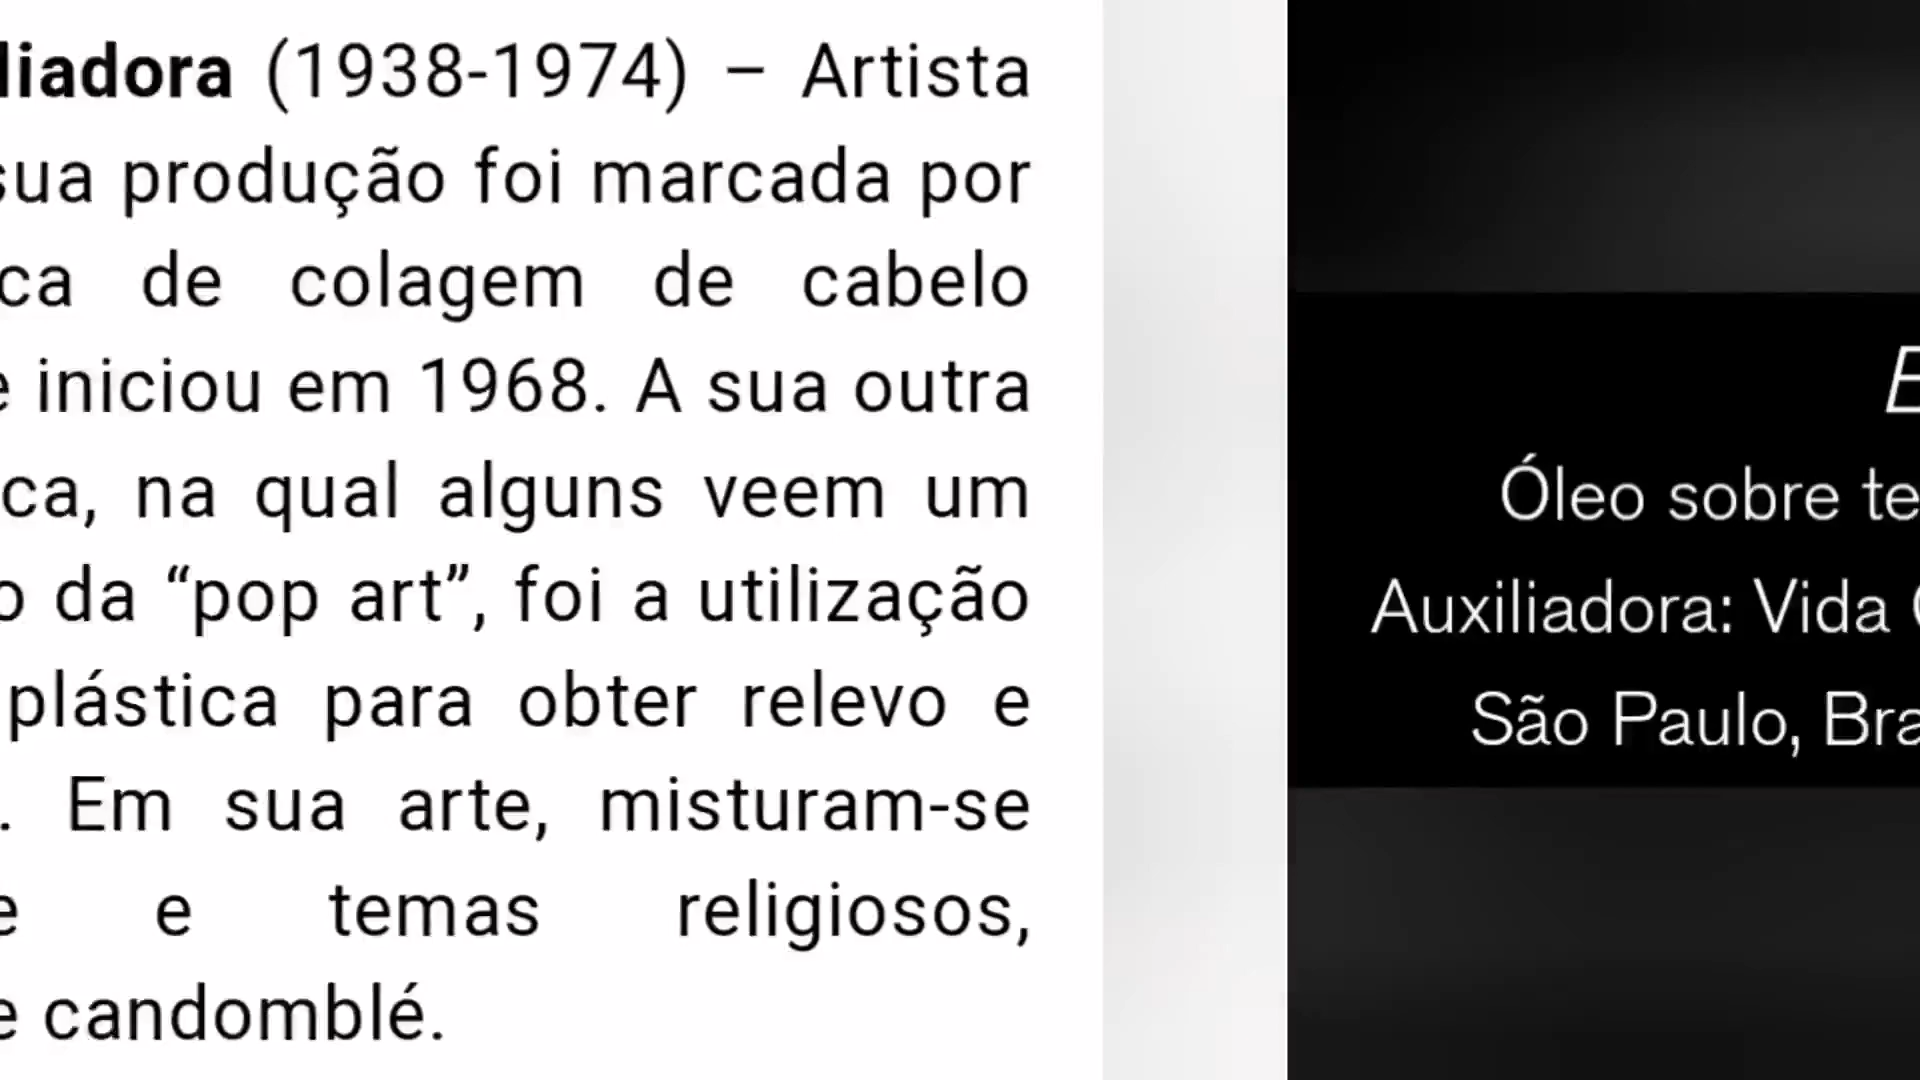 liadora (1938-1974) – Artista
sua produção foi marcada por
ca de colagem de cabelo
e iniciou em 1968. A sua outra
ca, na qual alguns veem um
o da “pop art”, foi a utilização
plástica para obter relevo e
. Em sua arte, misturam-se
e e temas religiosos,
e candomblé.
E
Óleo sobre te
Auxiliadora: Vida
São Paulo, Bra